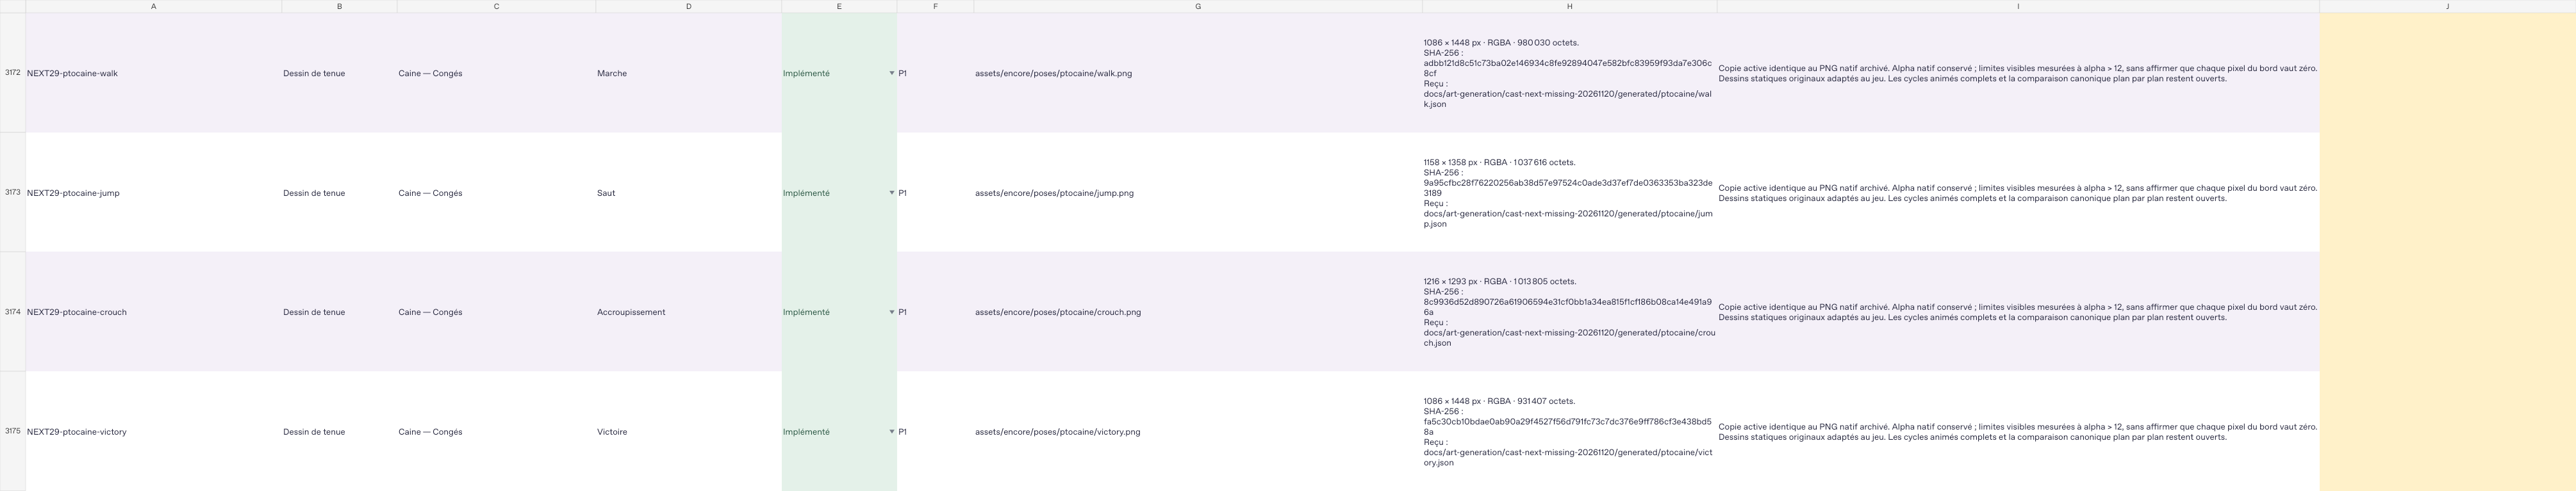 A B C D E F G H I J
3172 NEXT29-ptocaine-walk Dessin de tenue Caine — Congés Marche Implémenté P1 assets/encore/poses/ptocaine/walk.png
1086 × 1448 px · RGBA · 980 030 octets.
SHA-256 :
adbb121d8c51c73ba02e146934c8fe92894047e582bfc83959f93da7e306c
8cf
Reçu :
docs/art-generation/cast-next-missing-20261120/generated/ptocaine/wal
k.json
Copie active identique au PNG natif archivé. Alpha natif conservé ; limites visibles mesurées à alpha > 12, sans affirmer que chaque pixel du bord vaut zéro.
Dessins statiques originaux adaptés au jeu. Les cycles animés complets et la comparaison canonique plan par plan restent ouverts.
3173 NEXT29-ptocaine-jump Dessin de tenue Caine — Congés Saut Implémenté P1 assets/encore/poses/ptocaine/jump.png
1158 × 1358 px · RGBA · 1 037 616 octets.
SHA-256 :
9a95cfbc28f76220256ab38d57e97524c0ade3d37ef7de0363353ba323de
3189
Reçu :
docs/art-generation/cast-next-missing-20261120/generated/ptocaine/jum
p.json
Copie active identique au PNG natif archivé. Alpha natif conservé ; limites visibles mesurées à alpha > 12, sans affirmer que chaque pixel du bord vaut zéro.
Dessins statiques originaux adaptés au jeu. Les cycles animés complets et la comparaison canonique plan par plan restent ouverts.
3174 NEXT29-ptocaine-crouch Dessin de tenue Caine — Congés Accroupissement Implémenté P1 assets/encore/poses/ptocaine/crouch.png
1216 × 1293 px · RGBA · 1 013 805 octets.
SHA-256 :
8c9936d52d890726a61906594e31cf0bb1a34ea815f1cf186b08ca14e491a9
6a
Reçu :
docs/art-generation/cast-next-missing-20261120/generated/ptocaine/crou
ch.json
Copie active identique au PNG natif archivé. Alpha natif conservé ; limites visibles mesurées à alpha > 12, sans affirmer que chaque pixel du bord vaut zéro.
Dessins statiques originaux adaptés au jeu. Les cycles animés complets et la comparaison canonique plan par plan restent ouverts.
3175 NEXT29-ptocaine-victory Dessin de tenue Caine — Congés Victoire Implémenté P1 assets/encore/poses/ptocaine/victory.png
1086 × 1448 px · RGBA · 931 407 octets.
SHA-256 :
fa5c30cb10bdae0ab90a29f4527f56d791fc73c7dc376e9ff786cf3e438bd5
8a
Reçu :
docs/art-generation/cast-next-missing-20261120/generated/ptocaine/vict
ory.json
Copie active identique au PNG natif archivé. Alpha natif conservé ; limites visibles mesurées à alpha > 12, sans affirmer que chaque pixel du bord vaut zéro.
Dessins statiques originaux adaptés au jeu. Les cycles animés complets et la comparaison canonique plan par plan restent ouverts.